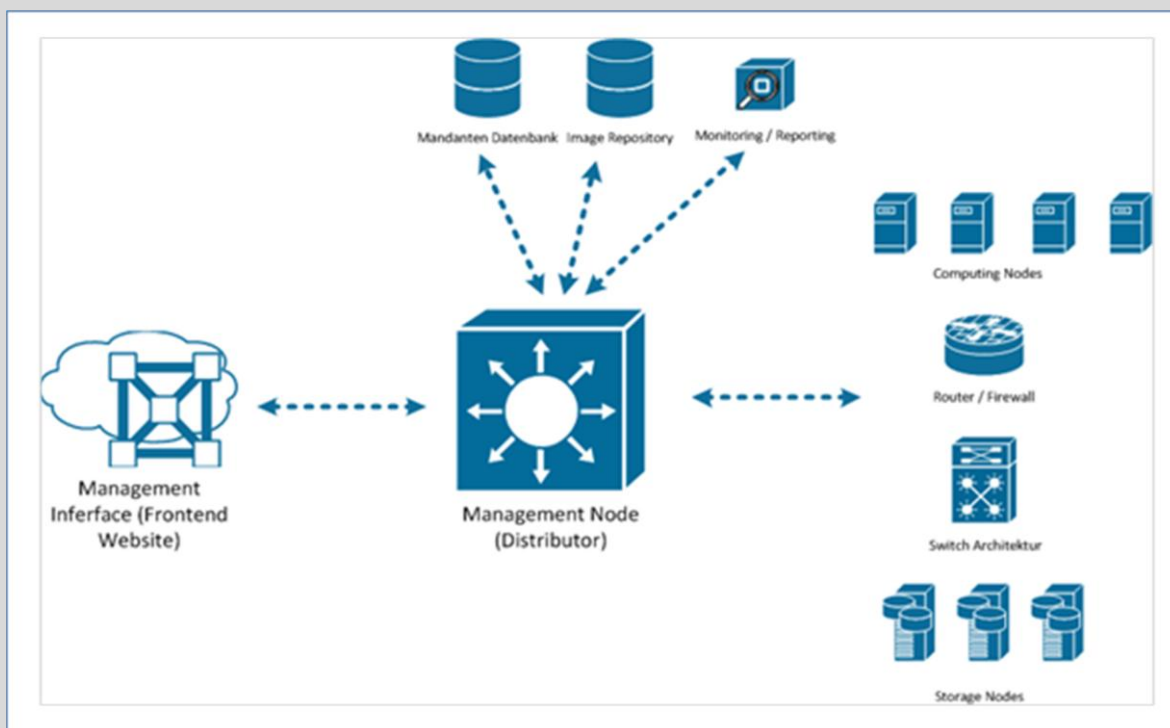 Mandanten Datenbank
Image Repository
Monitoring / Reporting
Computing Nodes
Router / Firewall
Management
Inferface (Frontend
Website)
Management Node
(Distributor)
Switch Architektur
Storage Nodes